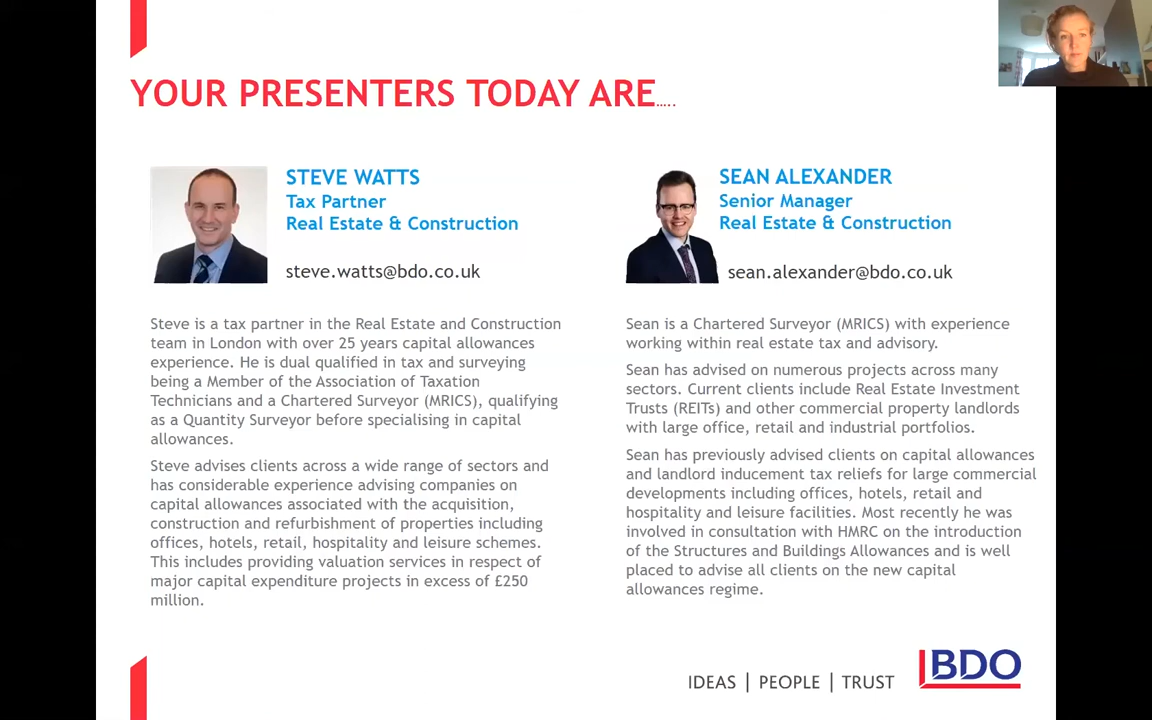 YOUR PRESENTERS TODAY ARE.....
STEVE WATTS
Tax Partner
Real Estate & Construction
steve.watts@bdo.co.uk
Steve is a tax partner in the Real Estate and Construction
team in London with over 25 years capital allowances
experience. He is dual qualified in tax and surveying
being a Member of the Association of Taxation
Technicians and a Chartered Surveyor (MRICS), qualifying
as a Quantity Surveyor before specialising in capital
allowances.
Steve advises clients across a wide range of sectors and
has considerable experience advising companies on
capital allowances associated with the acquisition,
construction and refurbishment of properties including
offices, hotels, retail, hospitality and leisure schemes.
This includes providing valuation services in respect of
major capital expenditure projects in excess of £250
million.
SEAN ALEXANDER
Senior Manager
Real Estate & Construction
sean.alexander@bdo.co.uk
Sean is a Chartered Surveyor (MRICS) with experience
working within real estate tax and advisory.
Sean has advised on numerous projects across many
sectors. Current clients include Real Estate Investment
Trusts (REITs) and other commercial property landlords
with large office, retail and industrial portfolios.
Sean has previously advised clients on capital allowances
and landlord inducement tax reliefs for large commercial
developments including offices, hotels, retail and
hospitality and leisure facilities. Most recently he was
involved in consultation with HMRC on the introduction
of the Structures and Buildings Allowances and is well
placed to advise all clients on the new capital
allowances regime.
IDEAS | PEOPLE | TRUST
BDO